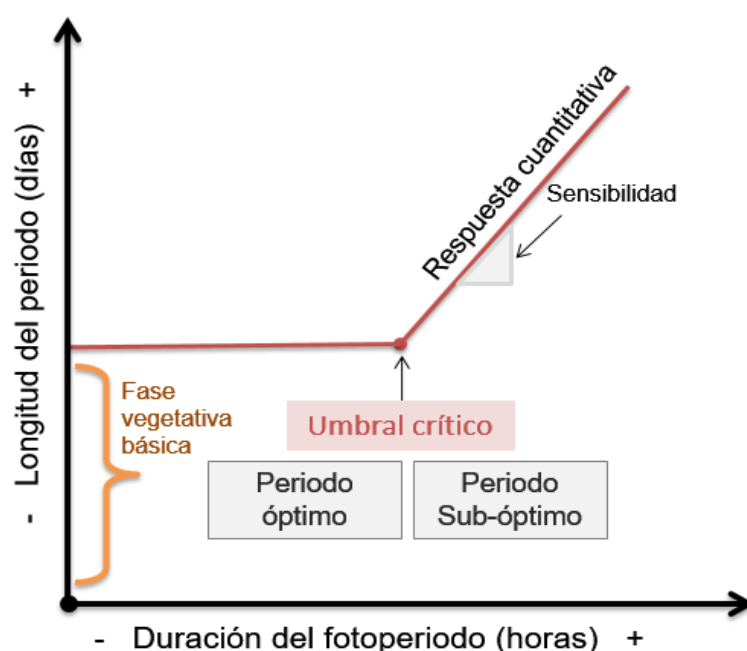 - Longitud del periodo (días) +
Respuesta cuantitativa
Sensibilidad
Fase
vegetativa
básica
Umbral crítico
Periodo
óptimo
Periodo
Sub-óptimo
- Duración del fotoperiodo (horas) +